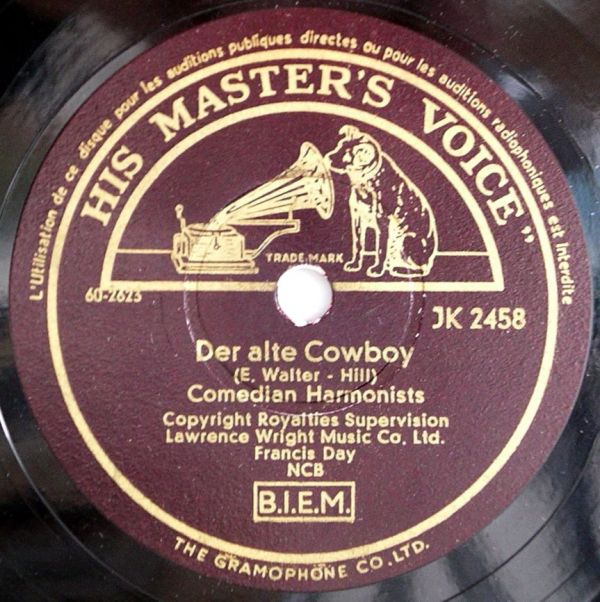 L'Utilisation de ce disque pour les auditions publiques directes ou pour les auditions radiophoniques est interdite
HIS MASTER'S VOICE"
TRADE MARK
60-2623
JK 2458
Der alte Cowboy
(E. Walter - Hill)
Comedian Harmonists
Copyright Royalties Supervision
Lawrence Wright Music Co. Ltd.
Francis Day
NCB
B.I.E.M.
THE GRAMOPHONE CO. LTD.